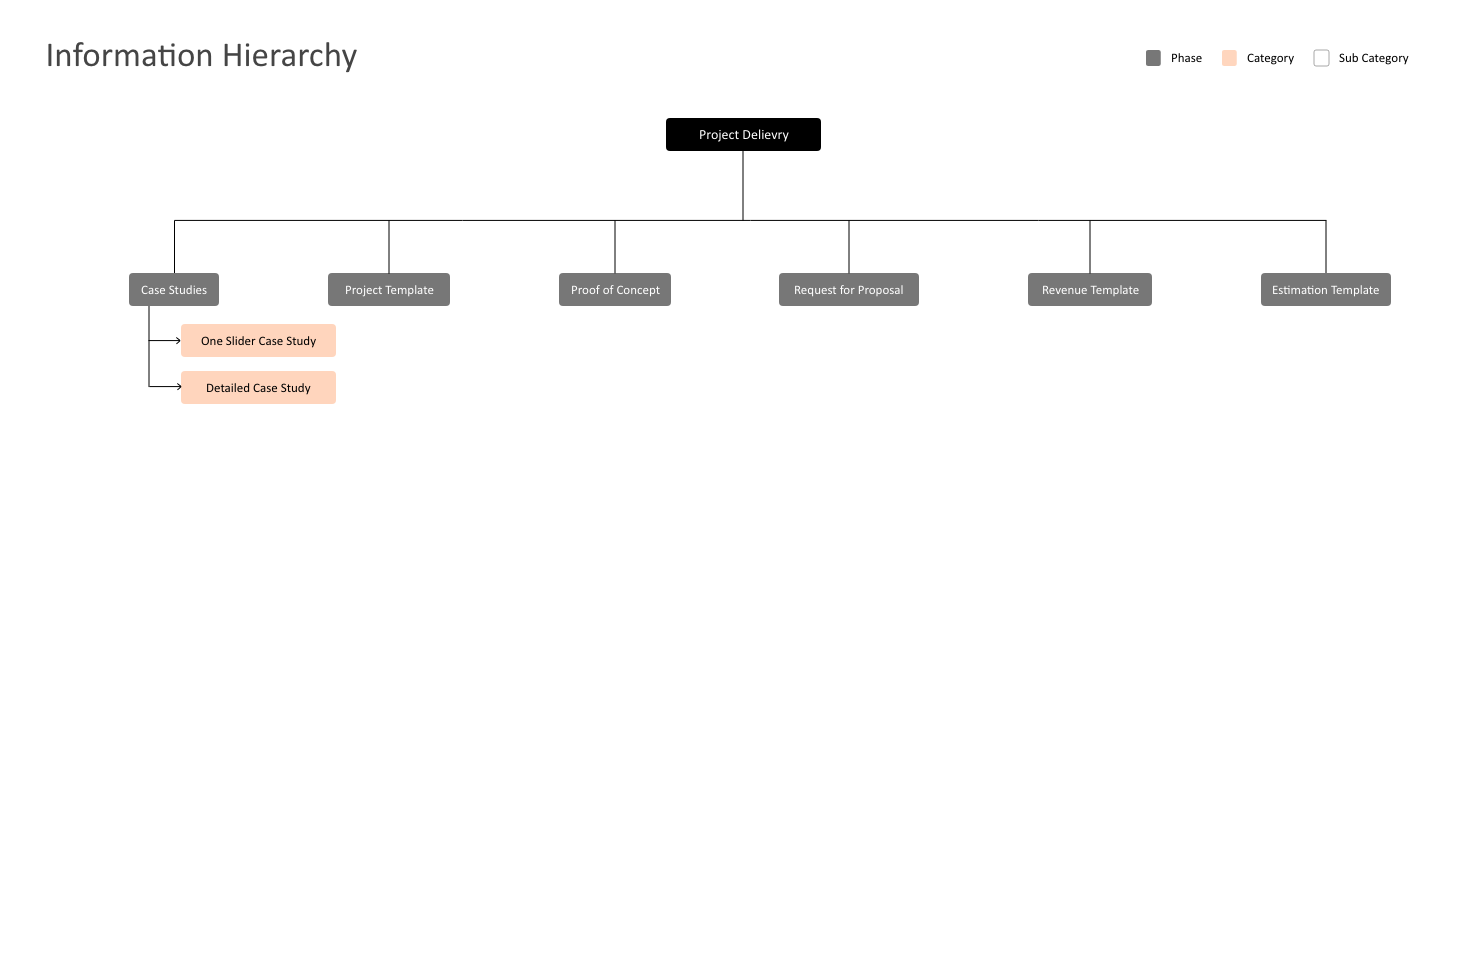 Information Hierarchy
Phase
Category
Sub Category
Project Delievry
Case Studies
Project Template
Proof of Concept
Request for Proposal
Revenue Template
Estimation Template
One Slider Case Study
Detailed Case Study